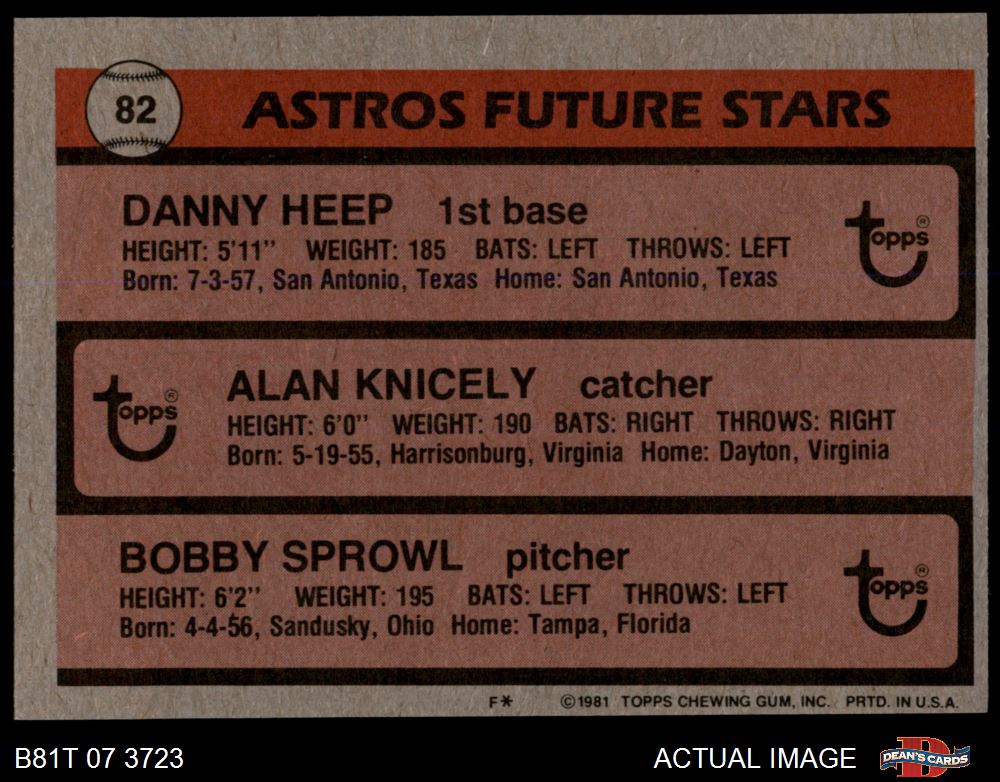 82
ASTROS FUTURE STARS
DANNY HEEP 1st base
HEIGHT: 5'11" WEIGHT: 185 BATS: LEFT THROWS: LEFT
Born: 7-3-57, San Antonio, Texas Home: San Antonio, Texas
Topps ®
ALAN KNICELY catcher
HEIGHT: 6'0" WEIGHT: 190 BATS: RIGHT THROWS: RIGHT
Born: 5-19-55, Harrisonburg, Virginia Home: Dayton, Virginia
Topps ®
BOBBY SPROWL pitcher
HEIGHT: 6'2" WEIGHT: 195 BATS: LEFT THROWS: LEFT
Born: 4-4-56, Sandusky, Ohio Home: Tampa, Florida
Topps ®
F* ©1981 TOPPS CHEWING GUM, INC. PRTD. IN U.S.A.
B81T 07 3723
ACTUAL IMAGE
D
DEAN'S CARDS